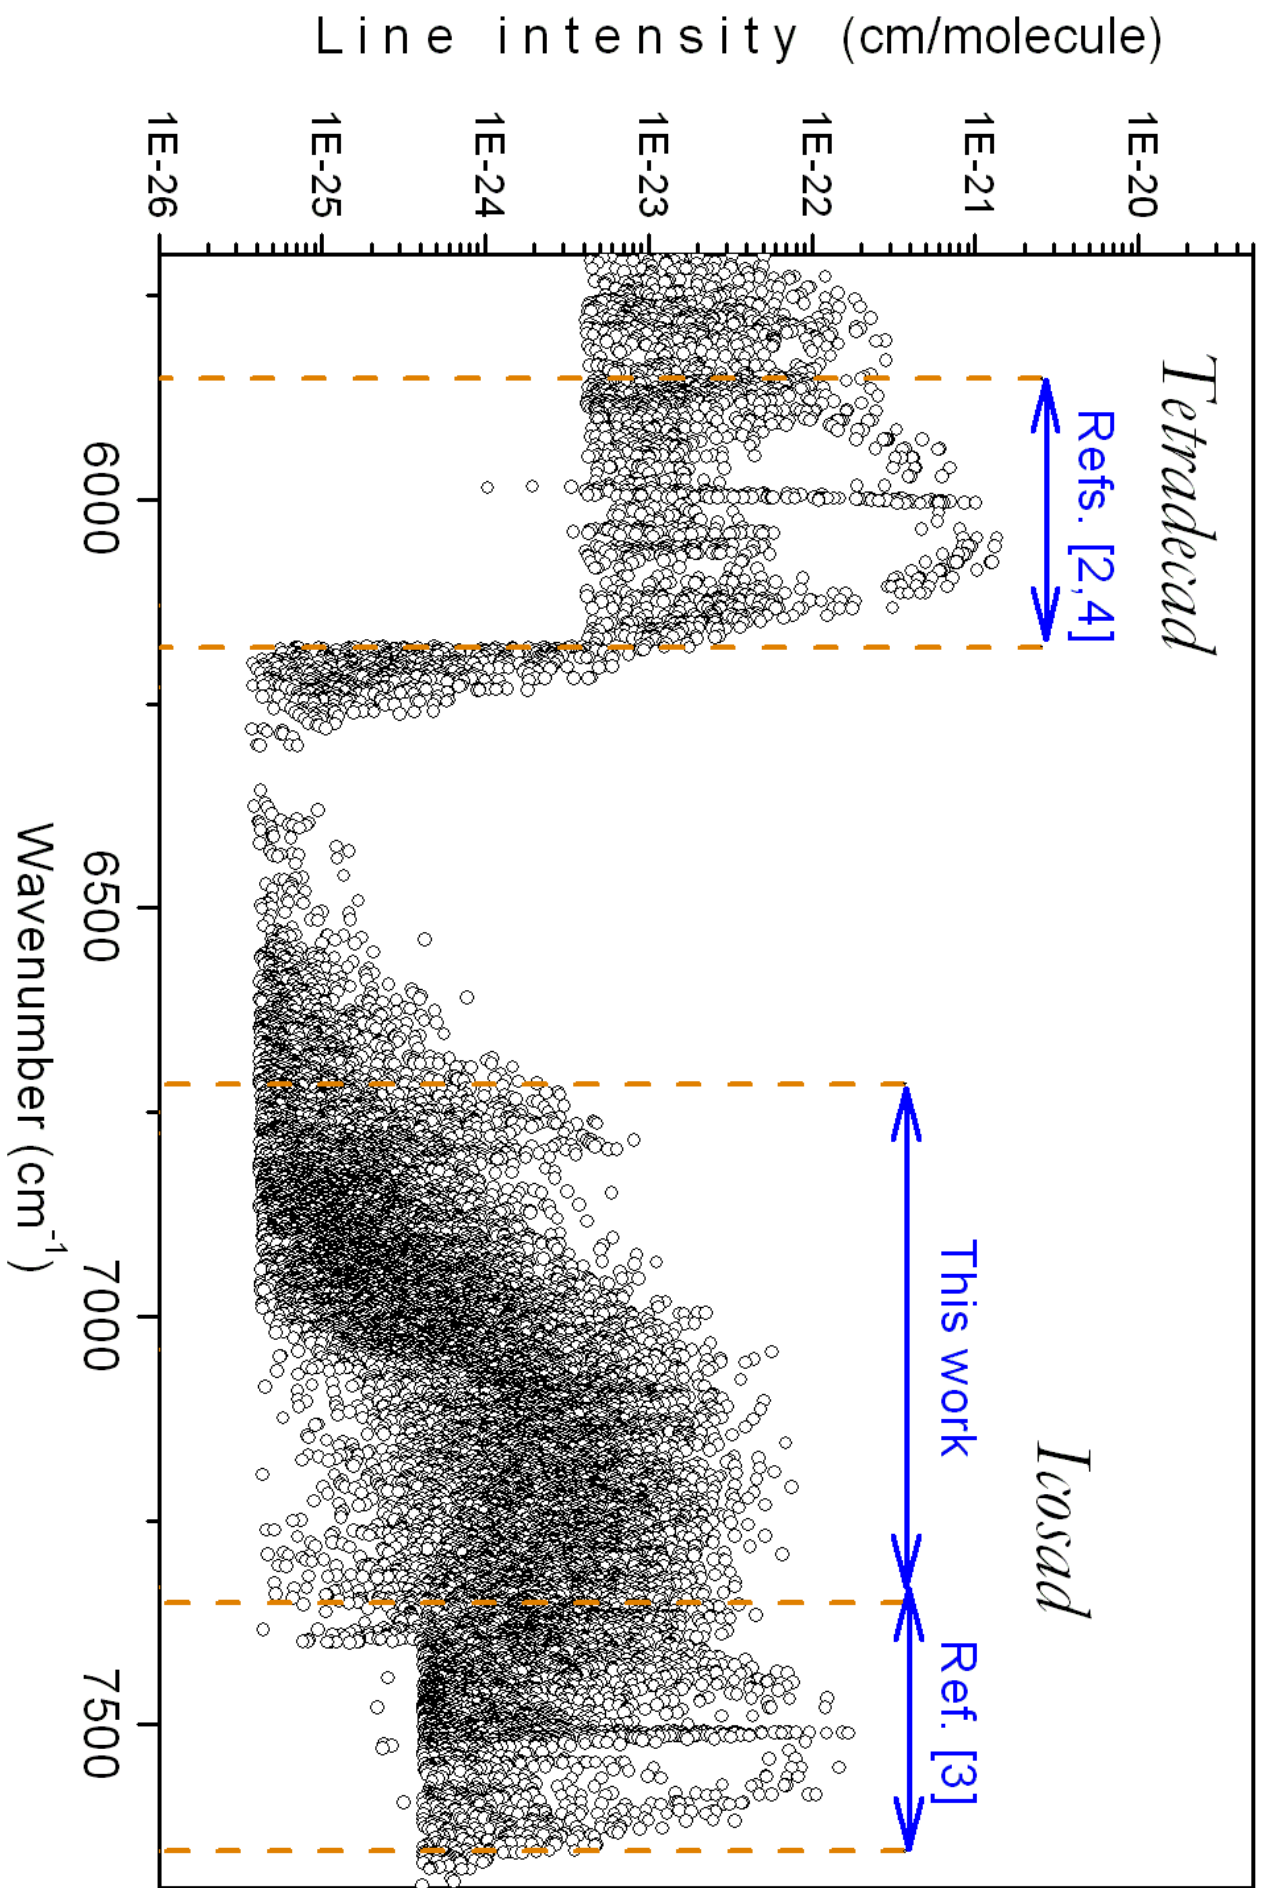 Line intensity (cm/molecule)
1E-20
1E-21
1E-22
1E-23
1E-24
1E-25
1E-26
Tetradecad
Refs. [2,4]
Icosad
This work
Ref. [3]
6000
6500
7000
7500
Wavenumber (cm⁻¹)